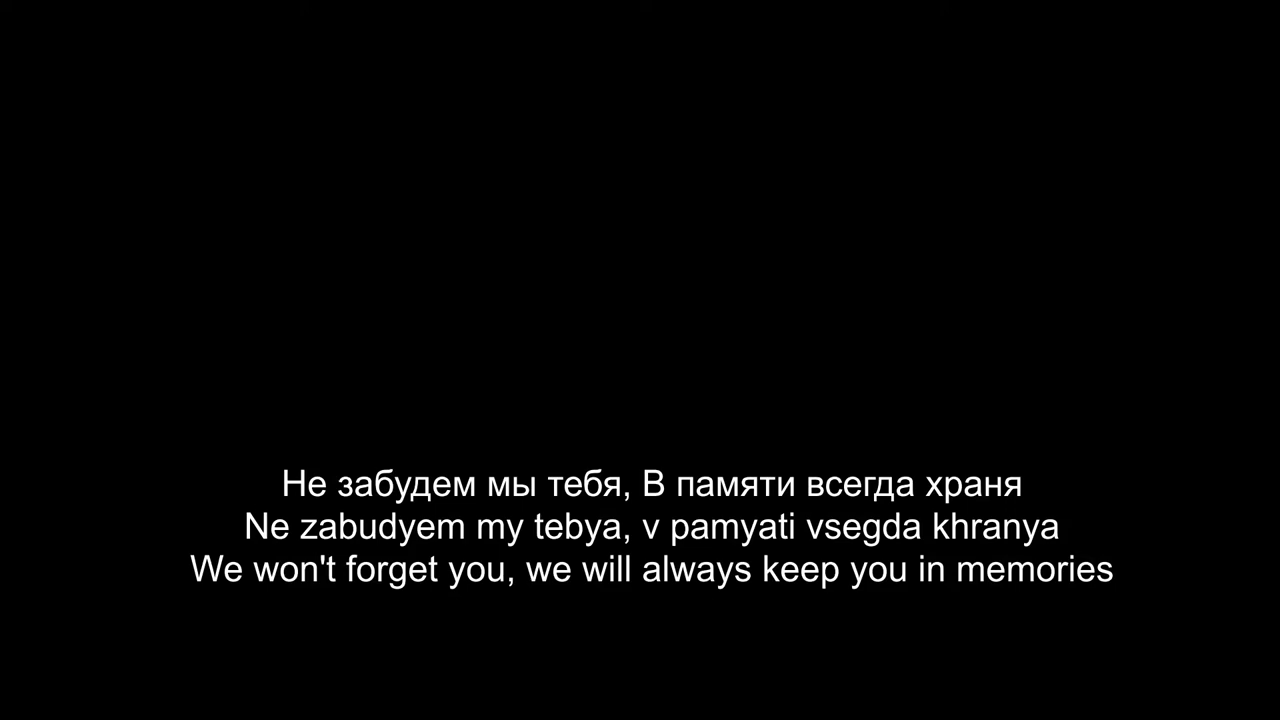 Не забудем мы тебя, В памяти всегда храня
Ne zabudyem my tebya, v pamyati vsegda khranya
We won't forget you, we will always keep you in memories